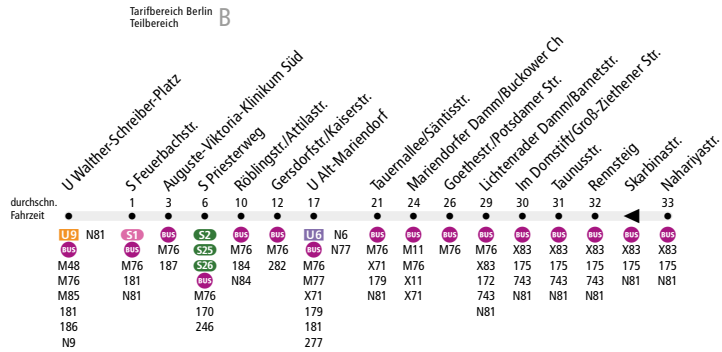 Tarifbereich Berlin B
Teilbereich
U Walther-Schreiber-Platz
S Feuerbachstr.
Auguste-Viktoria-Klinikum Süd
S Priesterweg
Röblingstr./Attilastr.
Gersdorfstr./Kaiserstr.
U Alt-Mariendorf
Tauernallee/Säntisstr.
Mariendorfer Damm/Buckower Ch
Goethestr./Potsdamer Str.
Lichtenrader Damm/Barnetstr.
Im Domstift/Groß-Ziethener Str.
Taunusstr.
Rennsteig
Skarbinastr.
Nahariyastr.
durchschn. 1 3 6 10 12 17 21 24 26 29 30 31 32 33
Fahrzeit
U9 N81 S1 BUS S2 BUS BUS U6 N6 BUS BUS BUS BUS BUS BUS BUS BUS BUS
BUS BUS M76 S25 M76 M76 BUS N77 M76 M11 M76 M76 X83 X83 X83 X83 X83
M48 M76 187 S26 184 282 M76 X71 M76 X83 175 175 175 175 175
M76 181 BUS N84 M77 179 X11 172 743 743 743 N81 N81
M85 N81 M76 X71 N81 X71 743 N81 N81 N81
181 170 179 N81
186 246 181
N9 277